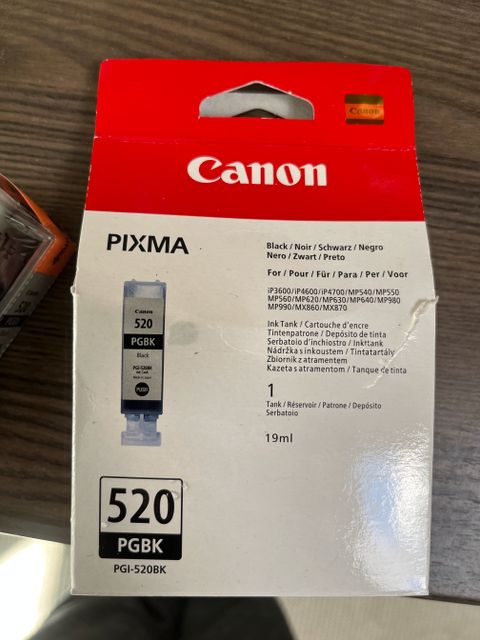 Canon
Canon
PIXMA
Black / Noir / Schwarz / Negro
Nero / Zwart / Preto
For / Pour / Für / Para / Per / Voor
iP3600/iP4600/iP4700/MP540/MP550
MP560/MP620/MP630/MP640/MP980
MP990/MX860/MX870
Ink Tank / Cartouche d'encre
Tintenpatrone / Depósito de tinta
Serbatoio d'inchiostro / Inkttank
Nádržka s inkoustem / Tintatartály
Zbiornik z atramentem
Kazeta s atramentom / Tanque de tinta
1
Tank / Réservoir / Patrone / Depósito
Serbatoio
19ml
Canon
520
PGBK
Black
PGI-520BK
PUSH
520
PGBK
PGI-520BK